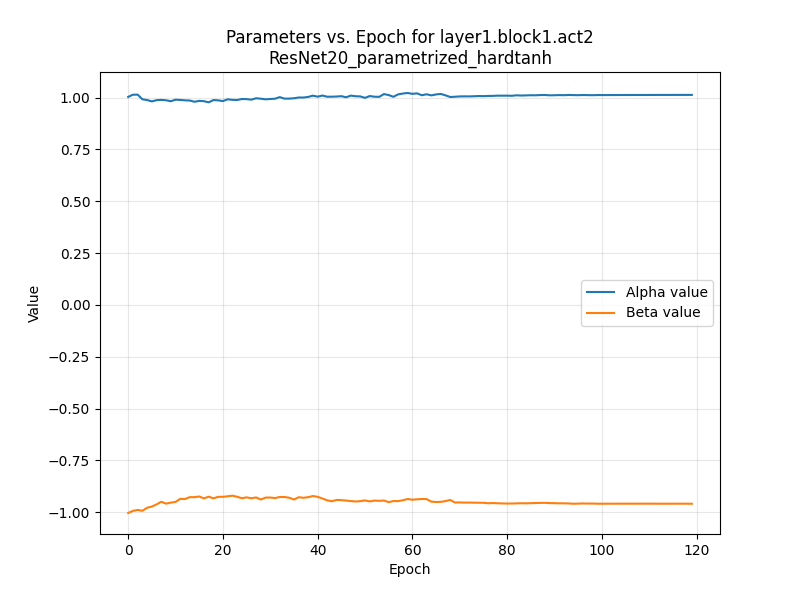 Parameters vs. Epoch for layer1.block1.act2
ResNet20_parametrized_hardtanh
1.00
0.75
0.50
0.25
0.00
−0.25
−0.50
−0.75
−1.00
Value
Alpha value
Beta value
0 20 40 60 80 100 120
Epoch